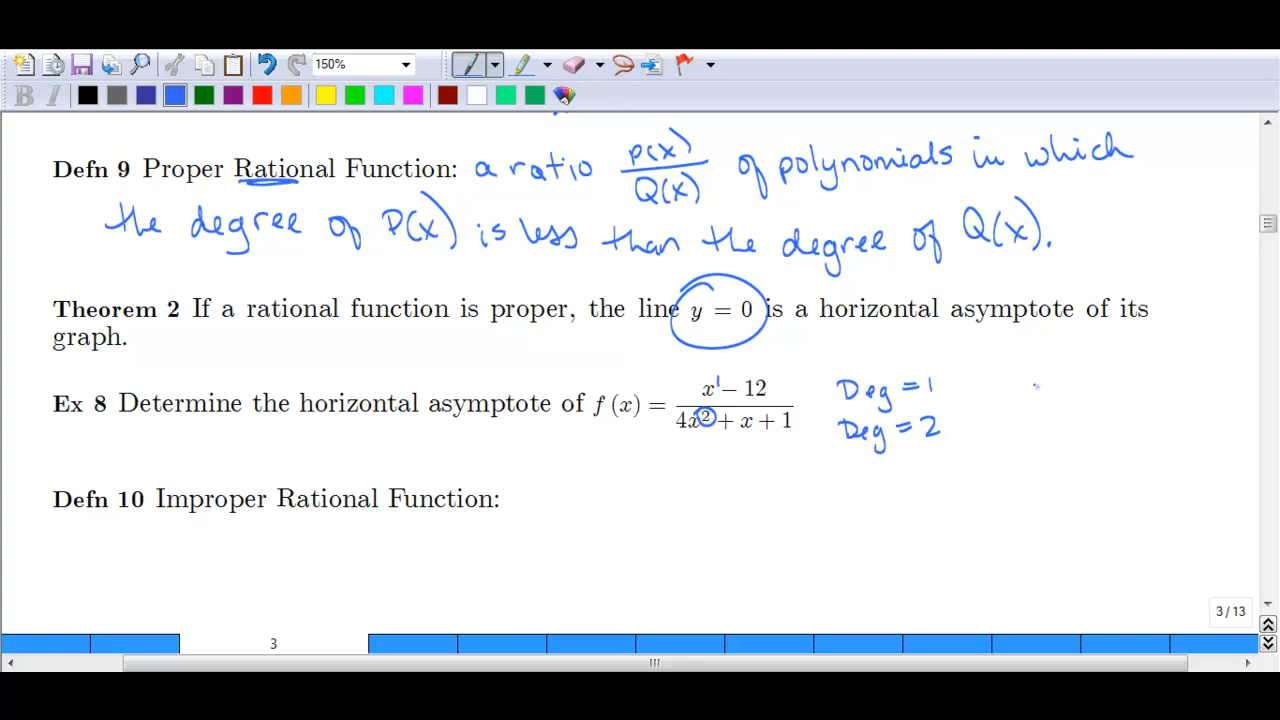 150%
B I
Defn 9 Proper Rational Function: a ratio P(x)/Q(x) of polynomials in which
the degree of P(x) is less than the degree of Q(x).
Theorem 2 If a rational function is proper, the line y = 0 is a horizontal asymptote of its
graph.
Ex 8 Determine the horizontal asymptote of f (x) = (x¹ − 12)/(4x² + x + 1) Deg = 1
Deg = 2
Defn 10 Improper Rational Function:
3 / 13
3